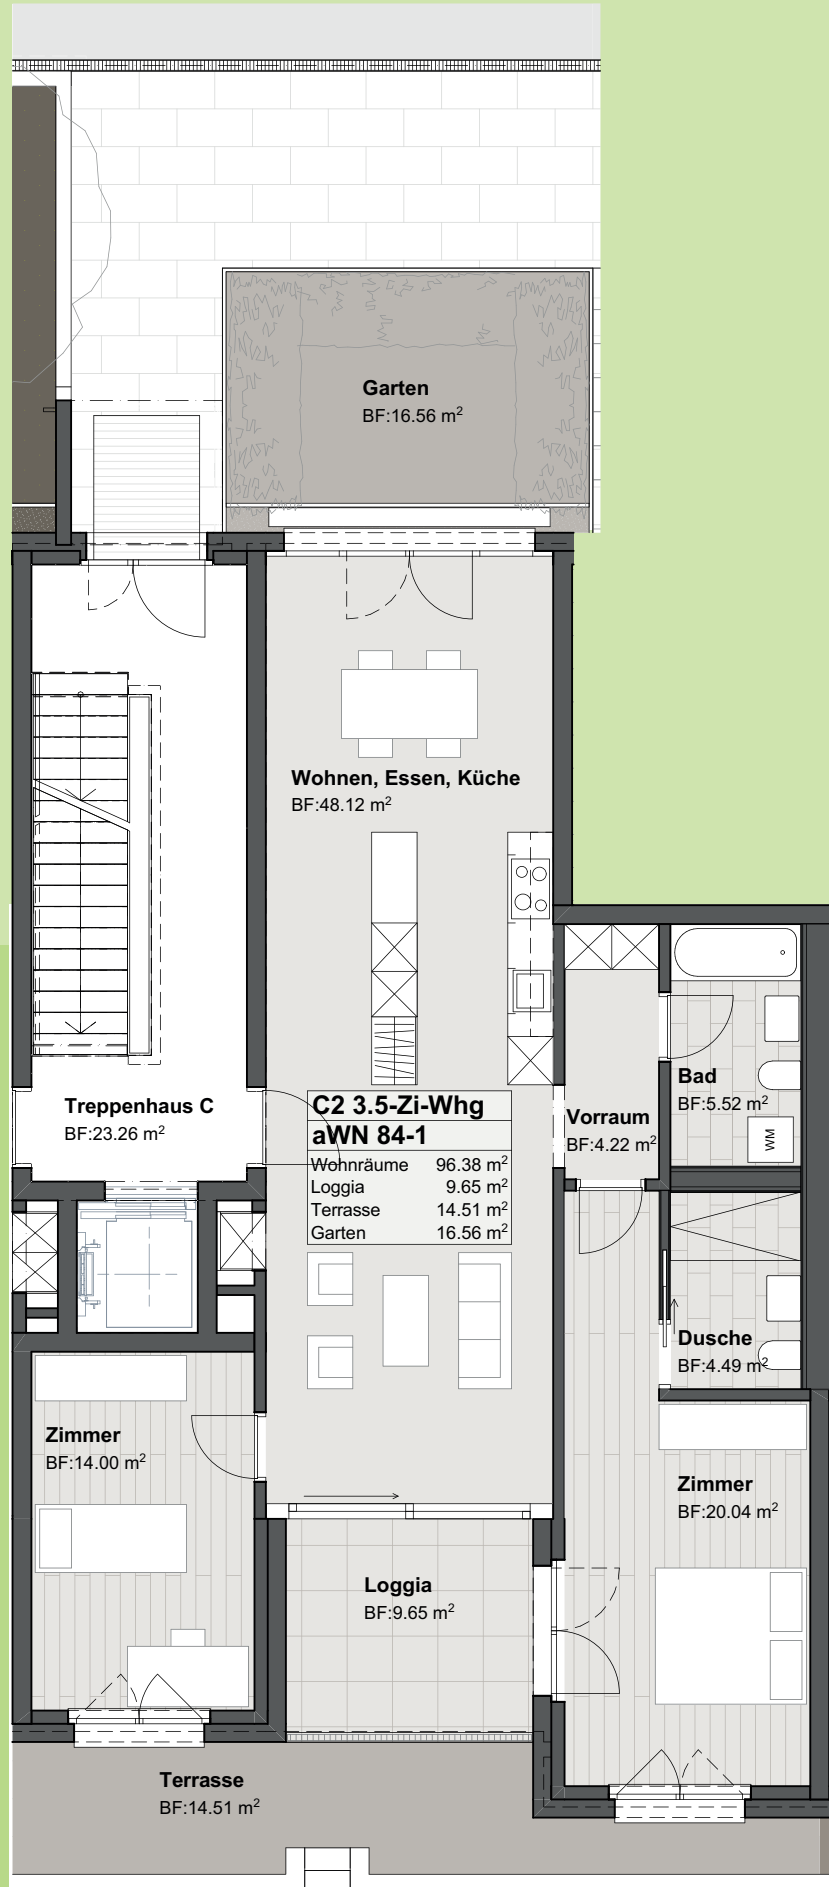 Garten
BF:16.56 m²
Wohnen, Essen, Küche
BF:48.12 m²
Treppenhaus C
BF:23.26 m²
C2 3.5-Zi-Whg
aWN 84-1
Wohnräume 96.38 m²
Loggia 9.65 m²
Terrasse 14.51 m²
Garten 16.56 m²
Vorraum
BF:4.22 m²
Bad
BF:5.52 m²
WM
Dusche
BF:4.49 m²
Zimmer
BF:14.00 m²
Zimmer
BF:20.04 m²
Loggia
BF:9.65 m²
Terrasse
BF:14.51 m²